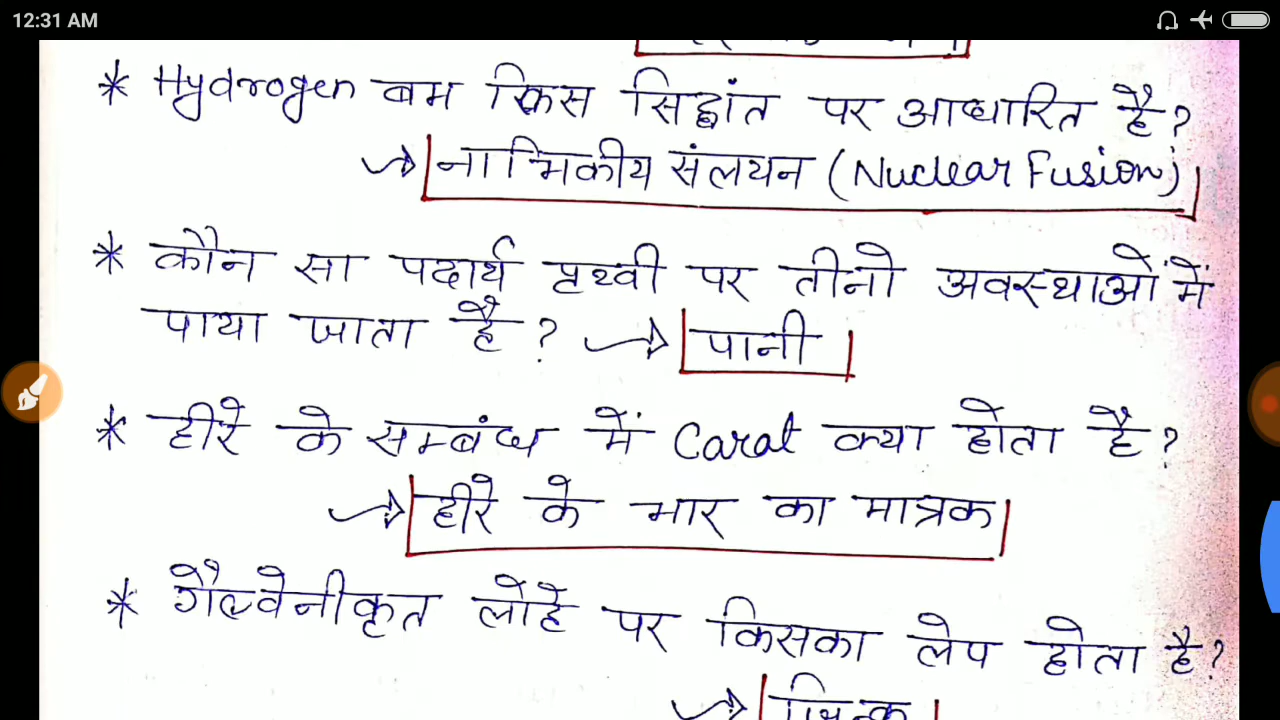 12:31 AM
* Hydrogen बम किस सिद्धांत पर आधारित है?
→ नाभिकीय संलयन (Nuclear Fusion)
* कौन सा पदार्थ पृथ्वी पर तीनो अवस्थाओं में
पाया जाता है? → पानी
* हीरे के सम्बंध में Carat क्या होता है?
→ हीरे के भार का मात्रक
* गैल्वेनीकृत लोहे पर किसका लेप होता है?
→ जिन्क